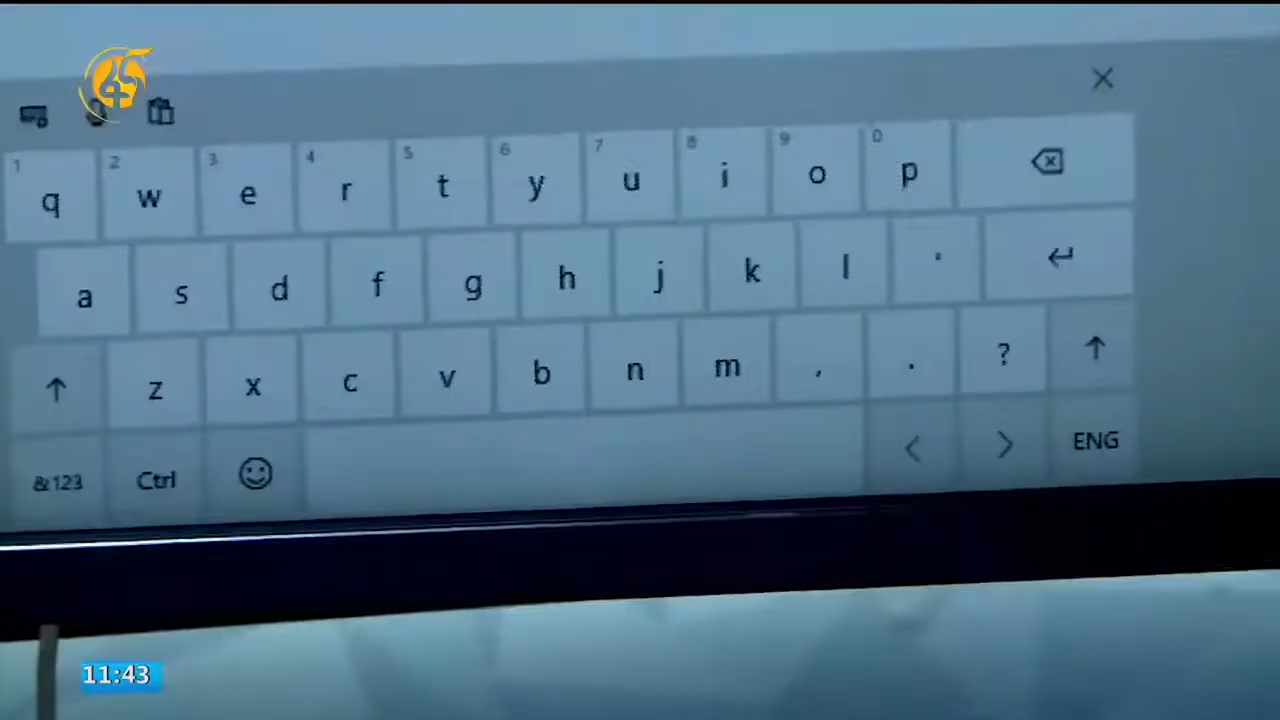 1 2 3 4 5 6 7 8 9 0
q w e r t y u i o p
a s d f g h j k l '
z x c v b n m , . ?
&123 Ctrl < > ENG
11:43